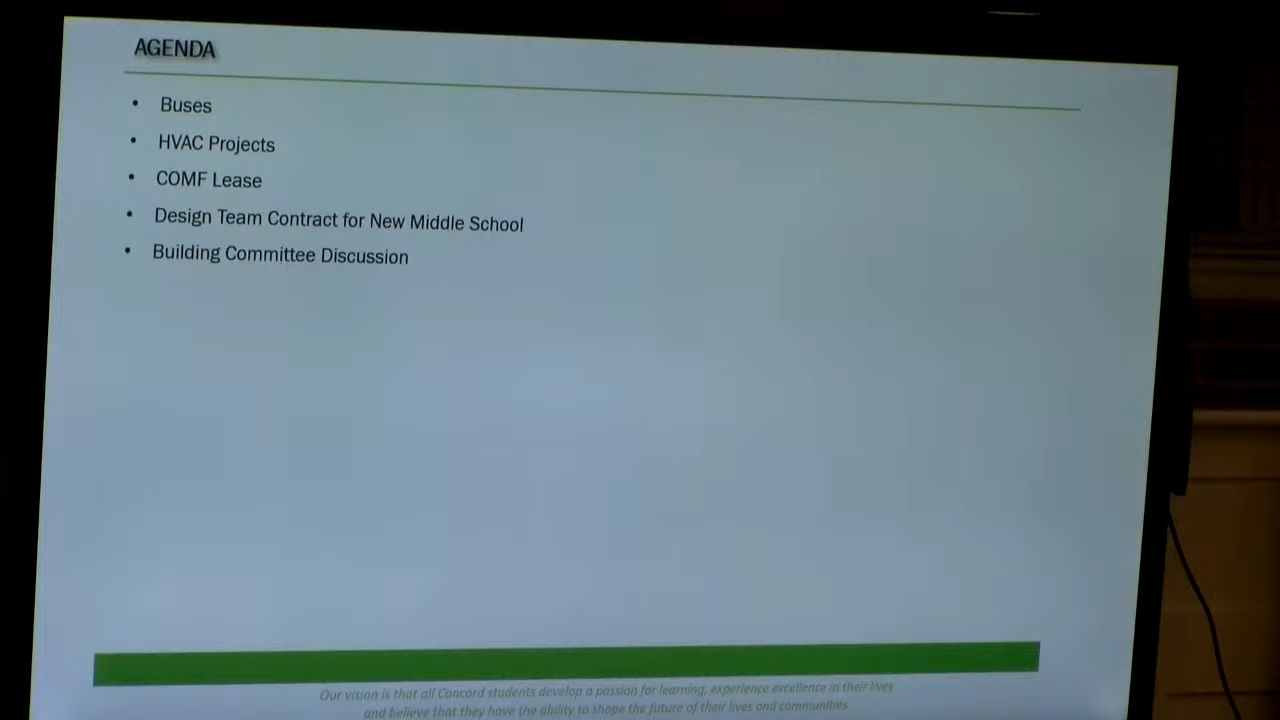 AGENDA
• Buses
• HVAC Projects
• COMF Lease
• Design Team Contract for New Middle School
• Building Committee Discussion
Our vision is that all Concord students develop a passion for learning, experience excellence in their lives
and believe that they have the ability to shape the future of their lives and communities